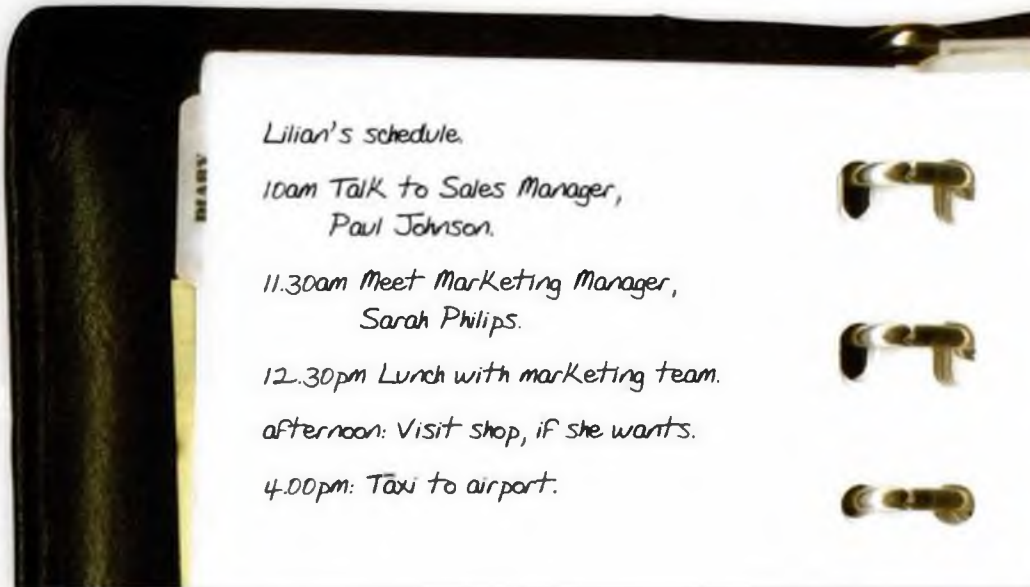 Lilian's schedule.
10am Talk to Sales Manager,
Paul Johnson.
11.30am Meet Marketing Manager,
Sarah Philips.
12.30pm Lunch with marketing team.
afternoon: Visit shop, if she wants.
4.00pm: Taxi to airport.
DIARY